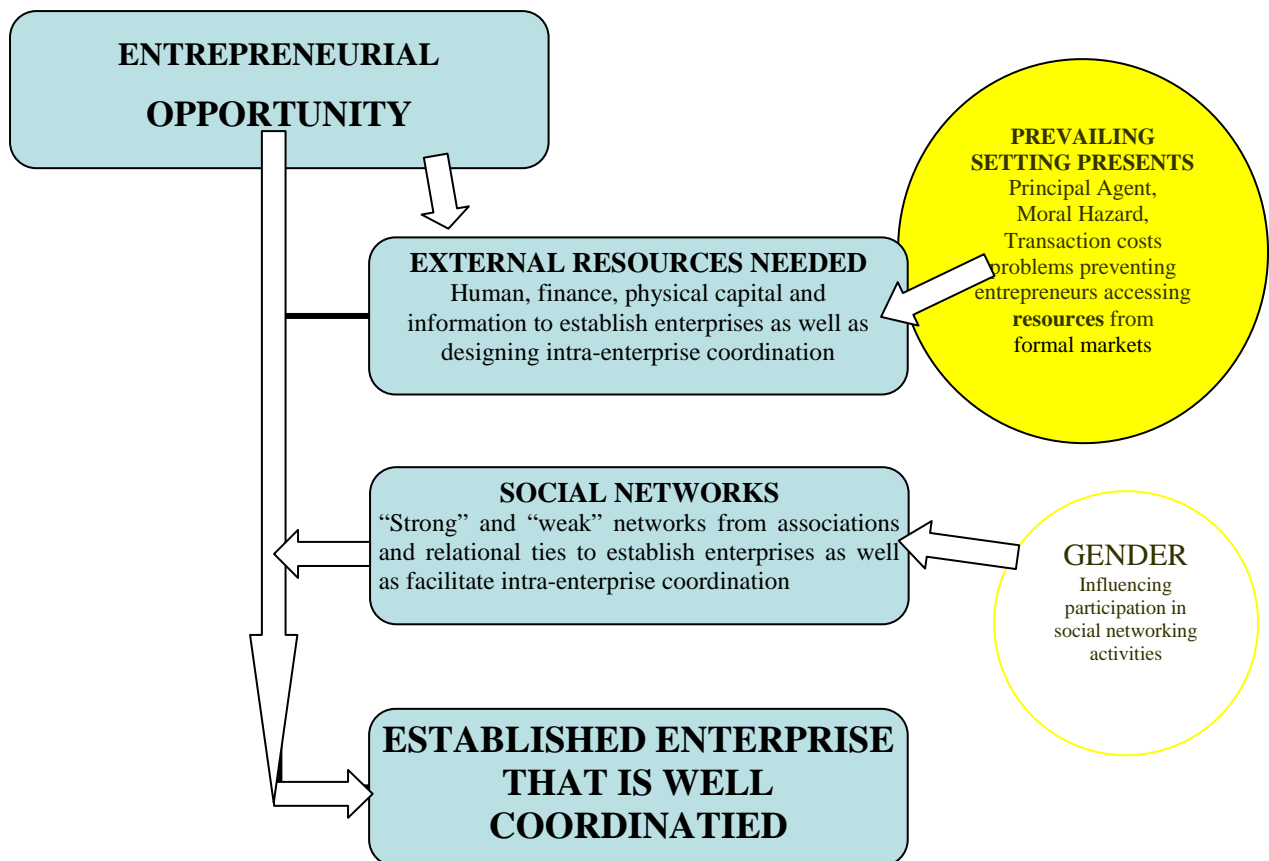 ENTREPRENEURIAL
OPPORTUNITY
PREVAILING
SETTING PRESENTS
Principal Agent,
Moral Hazard,
Transaction costs
problems preventing
entrepreneurs accessing
resources from
formal markets
EXTERNAL RESOURCES NEEDED
Human, finance, physical capital and
information to establish enterprises as well as
designing intra-enterprise coordination
SOCIAL NETWORKS
“Strong” and “weak” networks from associations
and relational ties to establish enterprises as well
as facilitate intra-enterprise coordination
GENDER
Influencing
participation in
social networking
activities
ESTABLISHED ENTERPRISE
THAT IS WELL
COORDINATIED